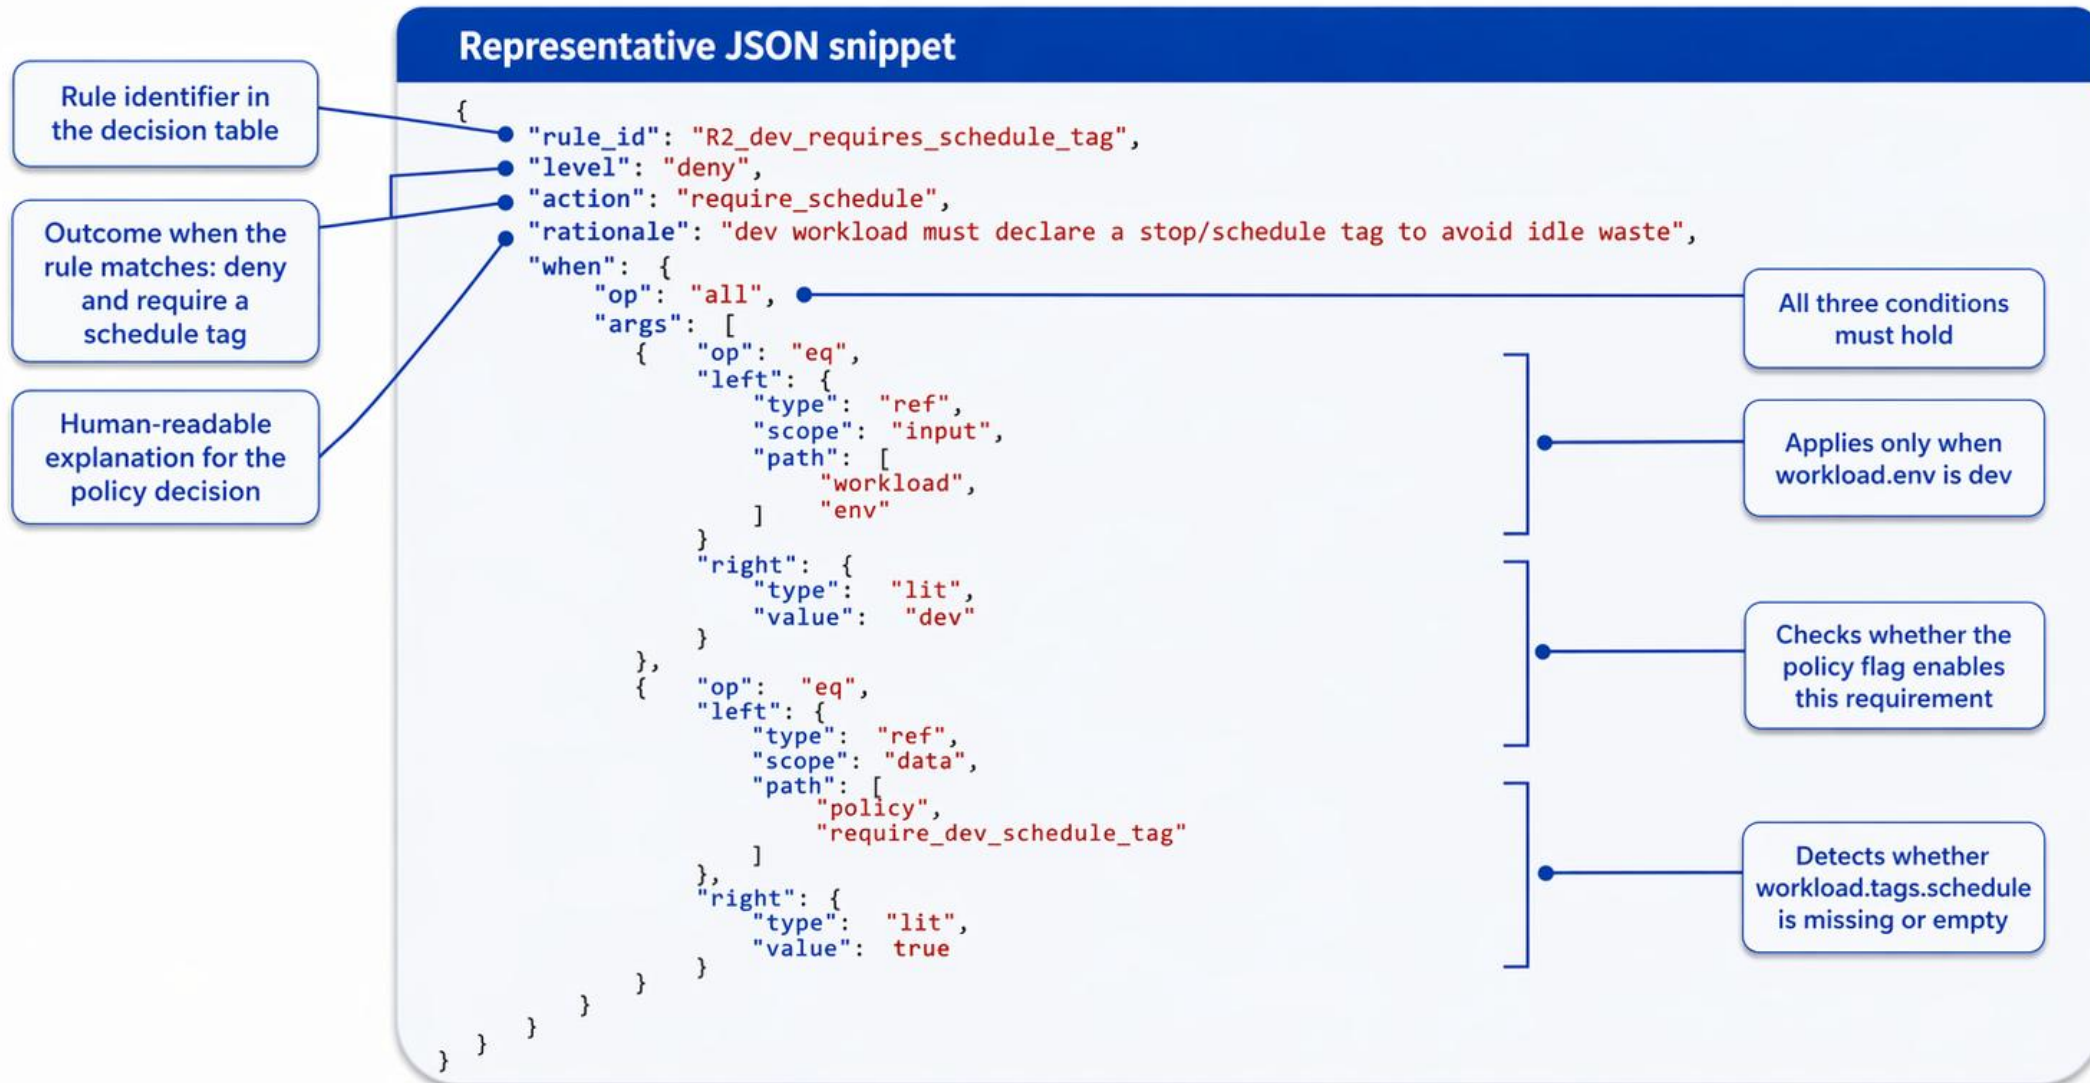 Representative JSON snippet
Rule identifier in
the decision table
Outcome when the
rule matches: deny
and require a
schedule tag
Human-readable
explanation for the
policy decision
{
"rule_id": "R2_dev_requires_schedule_tag",
"level": "deny",
"action": "require_schedule",
"rationale": "dev workload must declare a stop/schedule tag to avoid idle waste",
"when": {
"op": "all",
"args": [
{ "op": "eq",
"left": {
"type": "ref",
"scope": "input",
"path": [
"workload",
"env"
]
}
"right": {
"type": "lit",
"value": "dev"
}
},
{ "op": "eq",
"left": {
"type": "ref",
"scope": "data",
"path": [
"policy",
"require_dev_schedule_tag"
]
},
"right": {
"type": "lit",
"value": true
}
}
}
}
}
}
All three conditions
must hold
Applies only when
workload.env is dev
Checks whether the
policy flag enables
this requirement
Detects whether
workload.tags.schedule
is missing or empty